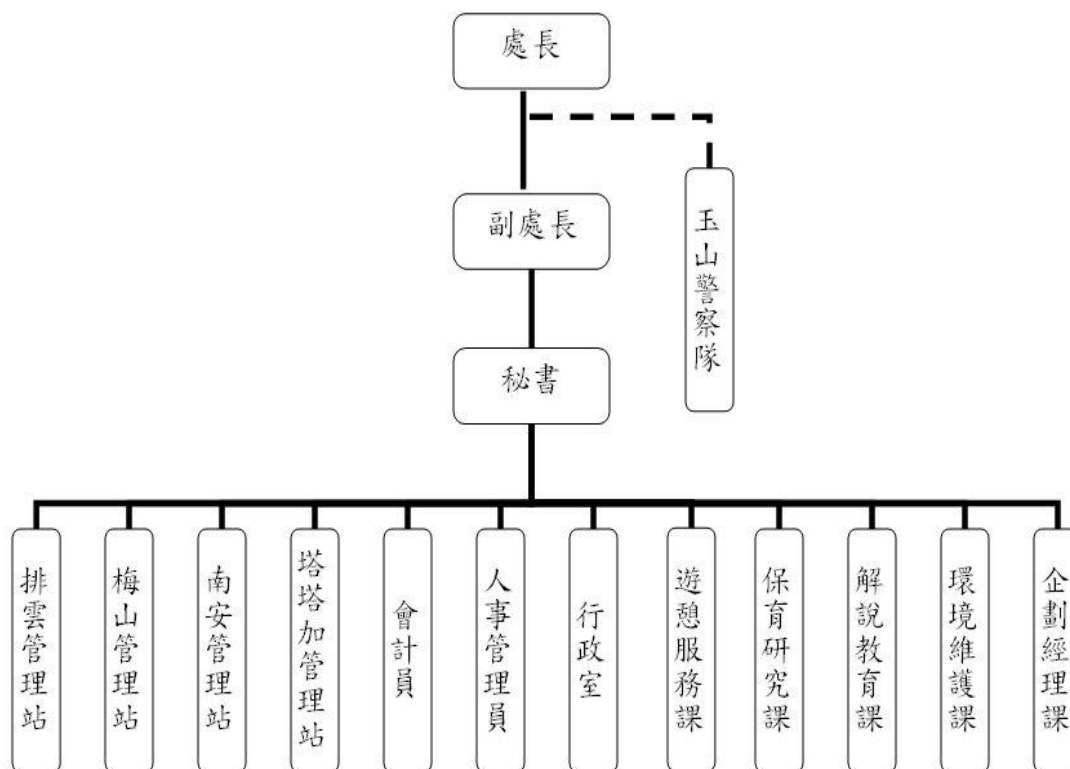 處長
副處長
玉山警察隊
秘書
排雲管理站
梅山管理站
南安管理站
塔塔加管理站
會計員
人事管理員
行政室
遊憩服務課
保育研究課
解說教育課
環境維護課
企劃經理課